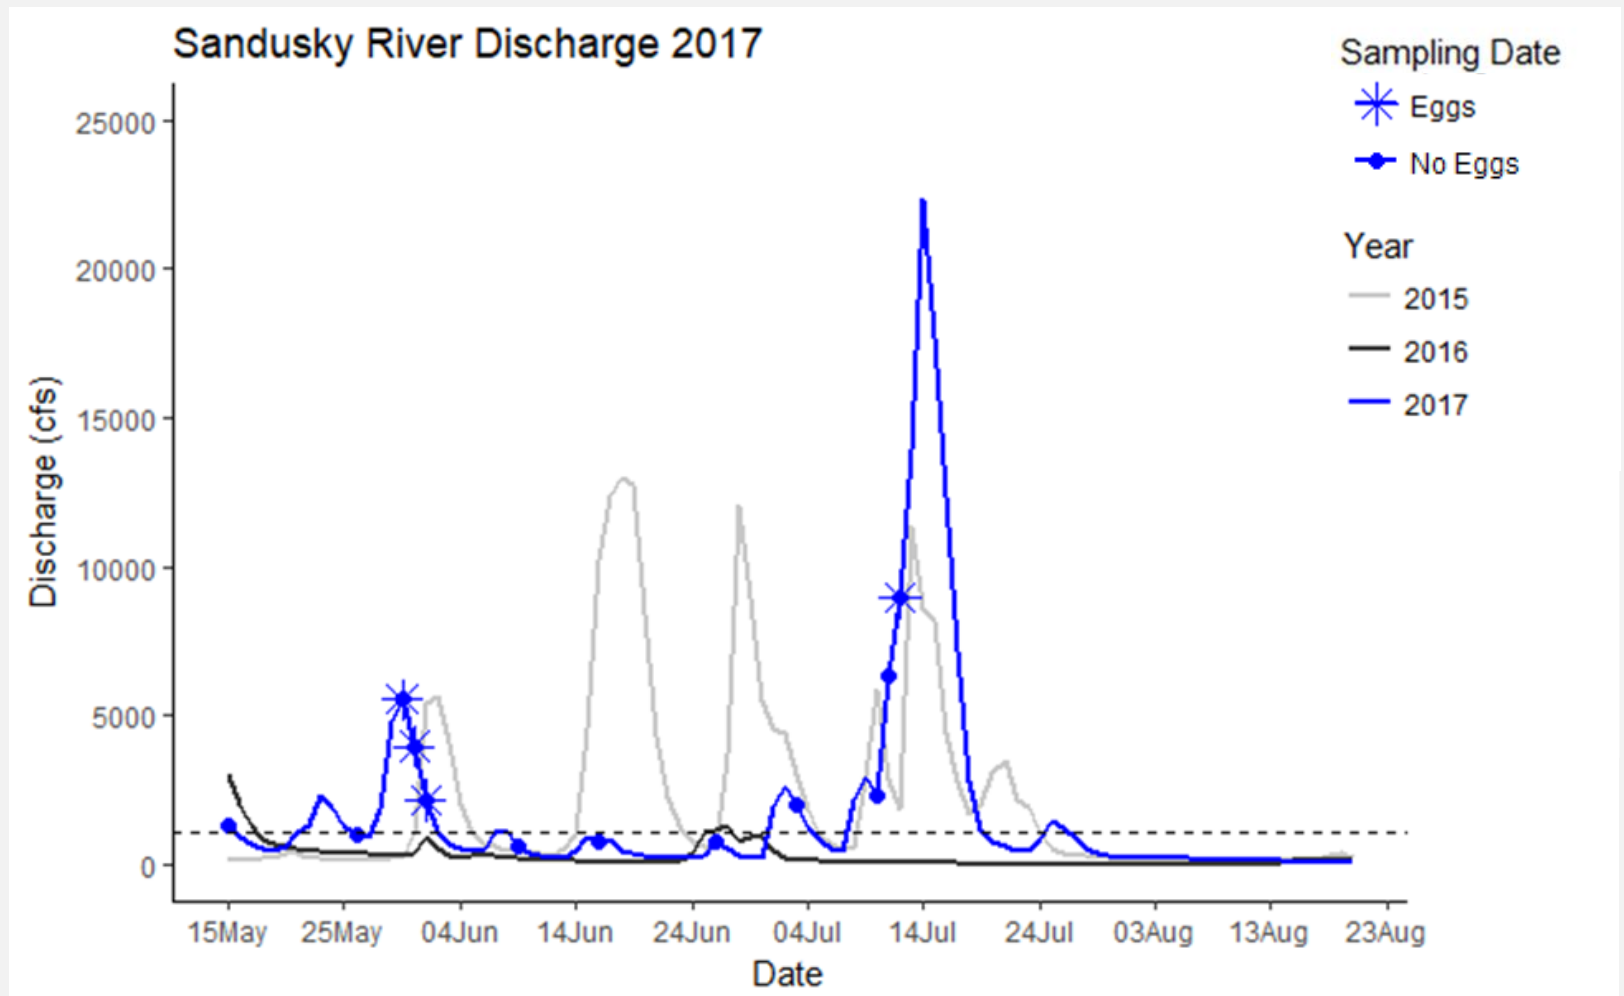 Sandusky River Discharge 2017
Sampling Date
Eggs
No Eggs
Year
2015
2016
2017
Discharge (cfs)
25000
20000
15000
10000
5000
0
15May 25May 04Jun 14Jun 24Jun 04Jul 14Jul 24Jul 03Aug 13Aug 23Aug
Date